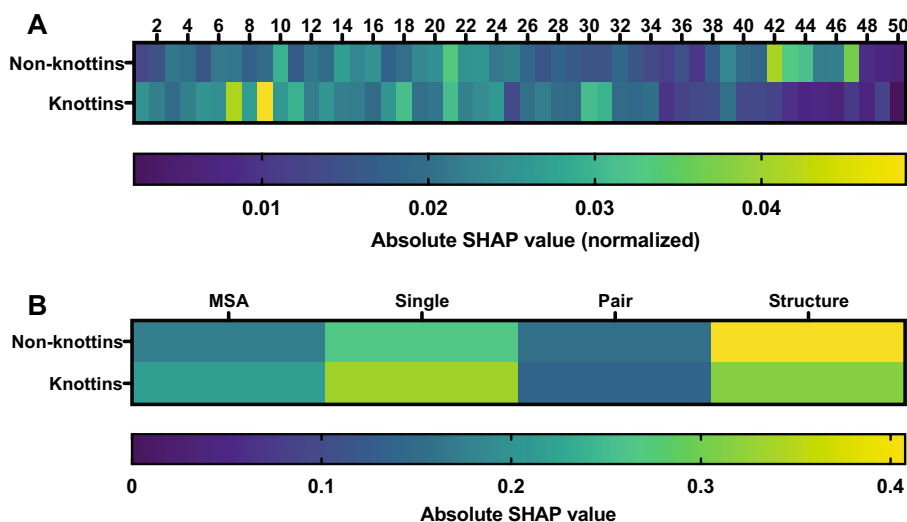 A
2 4 6 8 10 12 14 16 18 20 22 24 26 28 30 32 34 36 38 40 42 44 46 48 50
Non-knottins
Knottins
0.01 0.02 0.03 0.04
Absolute SHAP value (normalized)
B
MSA Single Pair Structure
Non-knottins
Knottins
0 0.1 0.2 0.3 0.4
Absolute SHAP value